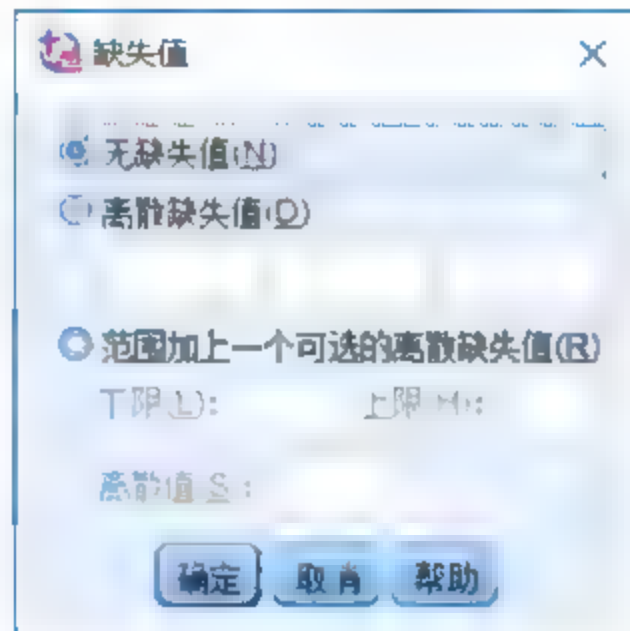 缺失值
无缺失值(N)
离散缺失值(D)
范围加上一个可选的离散缺失值(R)
下限(L): 上限(H):
离散值(S):
确定 取消 帮助